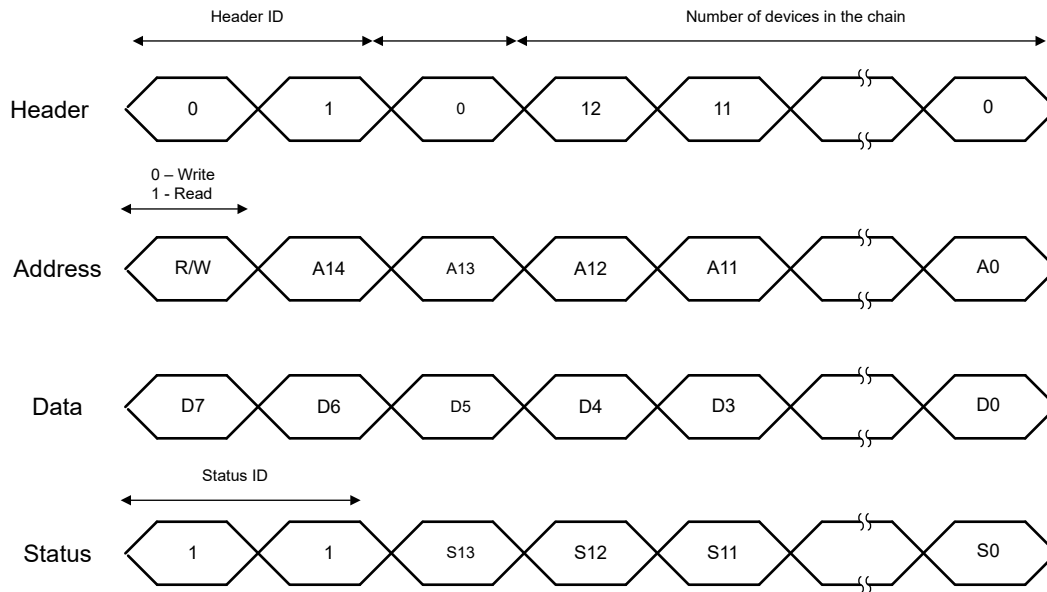 Header ID Number of devices in the chain
Header 0 1 0 12 11 0
0 – Write
1 - Read
Address R/W A14 A13 A12 A11 A0
Data D7 D6 D5 D4 D3 D0
Status ID
Status 1 1 S13 S12 S11 S0